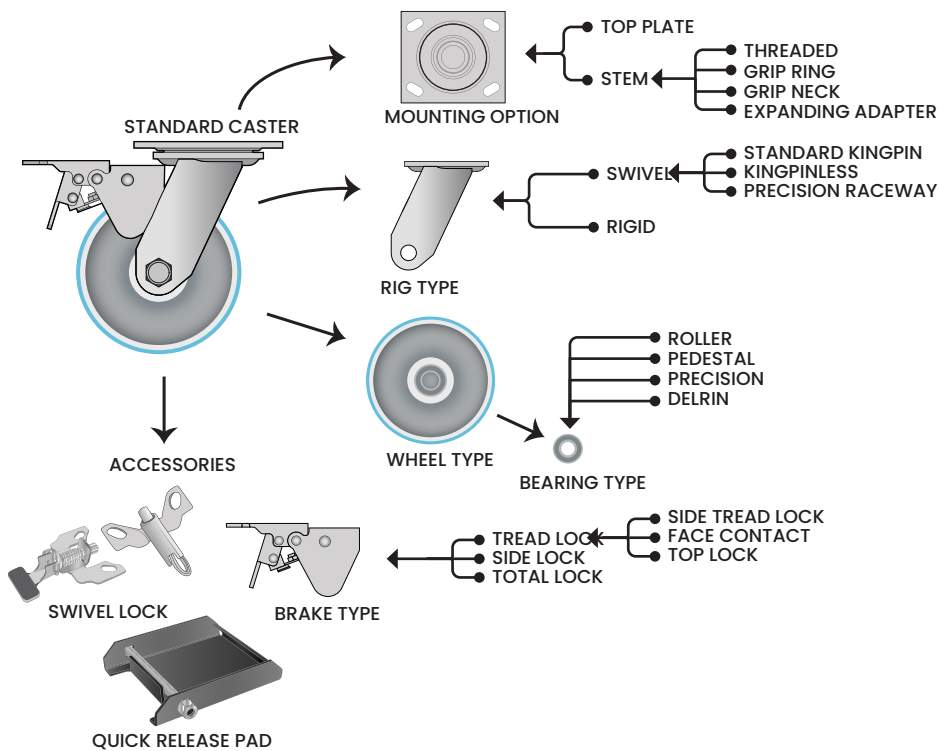 TOP PLATE
STEM
THREADED
GRIP RING
GRIP NECK
EXPANDING ADAPTER
MOUNTING OPTION
STANDARD CASTER
SWIVEL
STANDARD KINGPIN
KINGPINLESS
PRECISION RACEWAY
RIGID
RIG TYPE
ROLLER
PEDESTAL
PRECISION
DELRIN
WHEEL TYPE
BEARING TYPE
ACCESSORIES
SWIVEL LOCK
BRAKE TYPE
TREAD LOCK
SIDE LOCK
TOTAL LOCK
SIDE TREAD LOCK
FACE CONTACT
TOP LOCK
QUICK RELEASE PAD